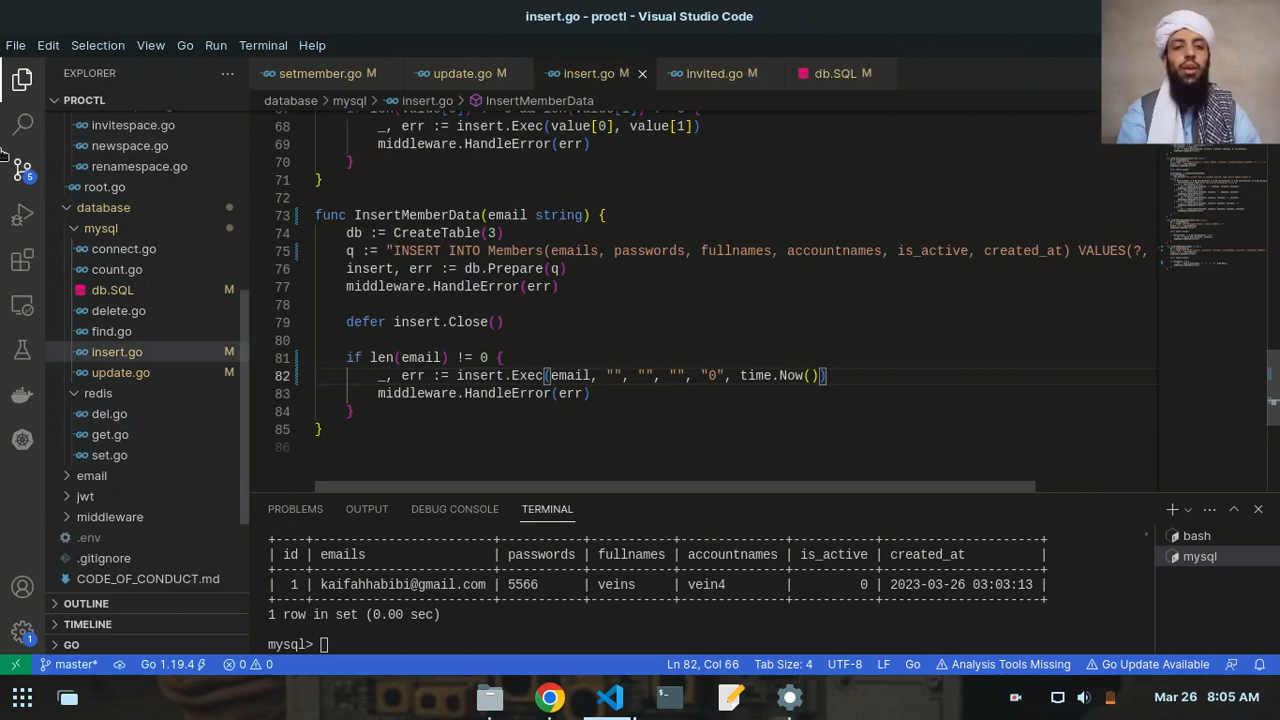 insert.go - proctl - Visual Studio Code
File Edit Selection View Go Run Terminal Help
EXPLORER
setmember.go M
update.go M
insert.go M
invited.go M
db.SQL M
PROCTL
database mysql insert.go InsertMemberData
invitespace.go
newspace.go
renamespace.go
root.go
database
mysql
connect.go
count.go
db.SQL M
delete.go
find.go
insert.go M
update.go M
redis
del.go
get.go
set.go
email
jwt
middleware
.env
.gitignore
CODE_OF_CONDUCT.md
OUTLINE
TIMELINE
GO
5
1
68 _, err := insert.Exec(value[0], value[1])
69 middleware.HandleError(err)
70 }
71 }
72
73 func InsertMemberData(email string) {
74 db := CreateTable(3)
75 q := "INSERT INTO Members(emails, passwords, fullnames, accountnames, is_active, created_at) VALUES(?,
76 insert, err := db.Prepare(q)
77 middleware.HandleError(err)
78
79 defer insert.Close()
80
81 if len(email) != 0 {
82 _, err := insert.Exec(email, "", "", "", "0", time.Now())
83 middleware.HandleError(err)
84 }
85 }
86
PROBLEMS OUTPUT DEBUG CONSOLE TERMINAL
bash
mysql
| id | emails | passwords | fullnames | accountnames | is_active | created_at |
| 1 | kaifahhabibi@gmail.com | 5566 | veins | vein4 | 0 | 2023-03-26 03:03:13 |
1 row in set (0.00 sec)
mysql>
master* Go 1.19.4 0 0 Ln 82, Col 66 Tab Size: 4 UTF-8 LF Go Analysis Tools Missing Go Update Available
Mar 26 8:05 AM